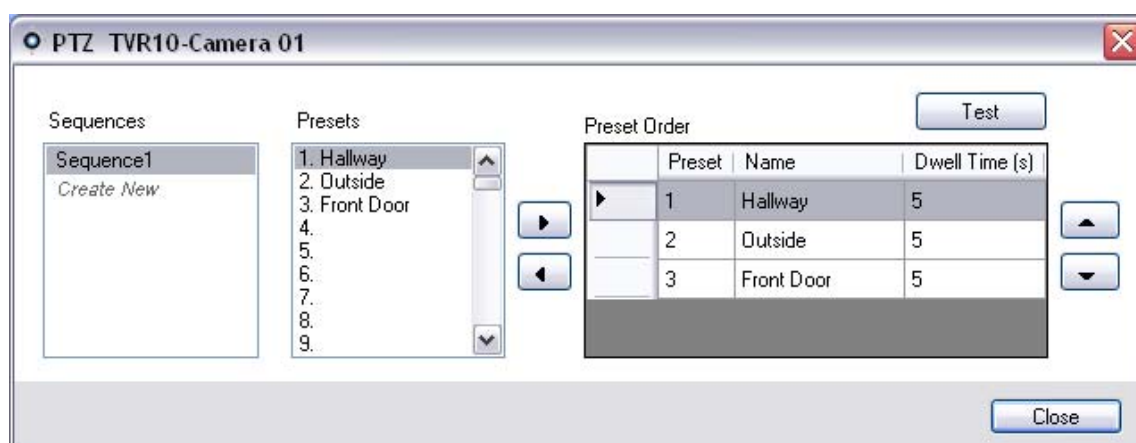 PTZ TVR10-Camera 01
Sequences
Sequence1
Create New
Presets
1. Hallway
2. Outside
3. Front Door
4.
5.
6.
7.
8.
9.
Preset Order
Test
Preset Name Dwell Time (s)
1 Hallway 5
2 Outside 5
3 Front Door 5
Close